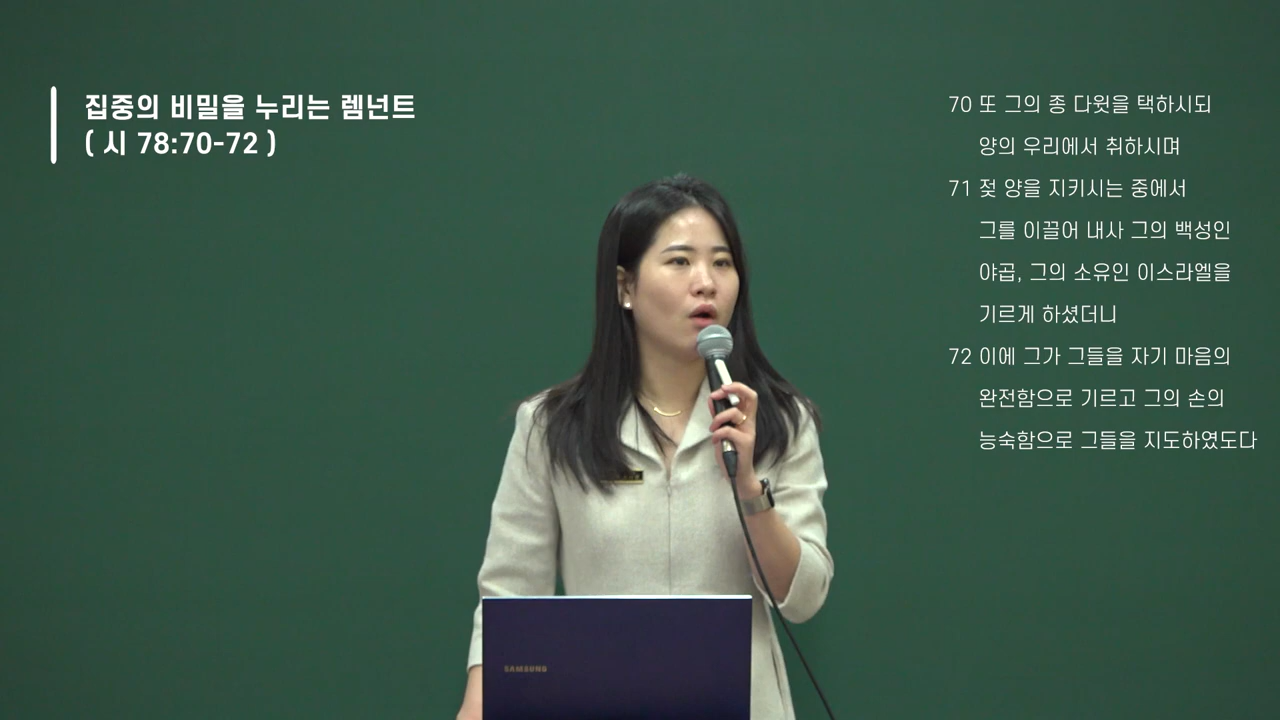 집중의 비밀을 누리는 렘넌트
( 시 78:70-72 )
70 또 그의 종 다윗을 택하시되
양의 우리에서 취하시며
71 젖 양을 지키시는 중에서
그를 이끌어 내사 그의 백성인
야곱, 그의 소유인 이스라엘을
기르게 하셨더니
72 이에 그가 그들을 자기 마음의
완전함으로 기르고 그의 손의
능숙함으로 그들을 지도하였도다
SAMSUNG